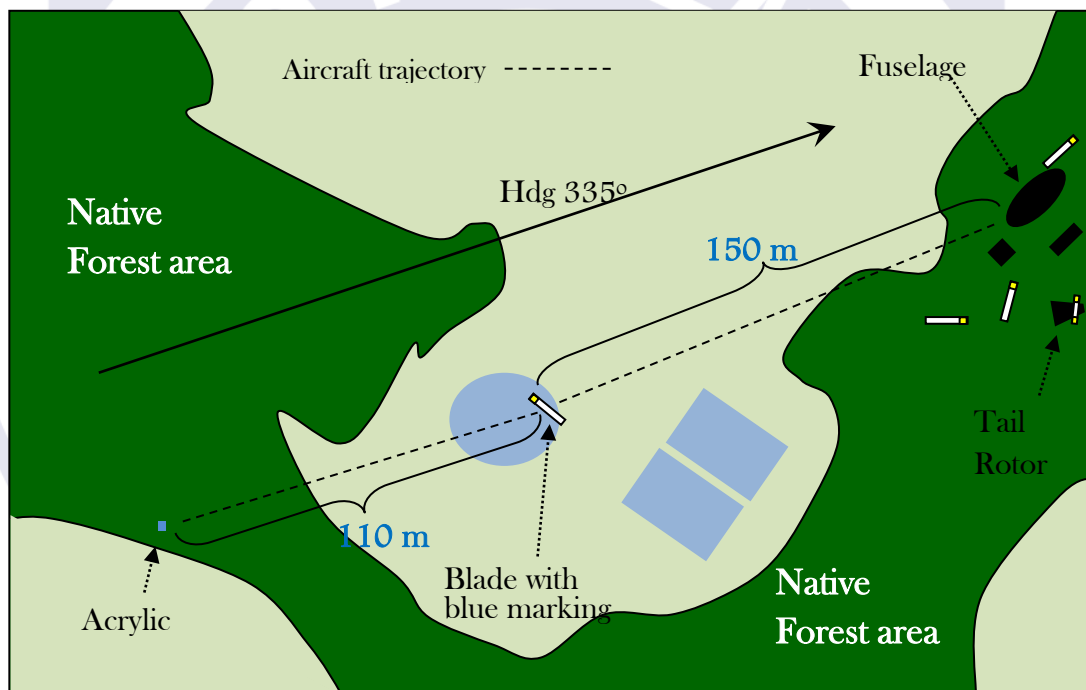 Aircraft trajectory
Fuselage
Hdg 335º
Native
Forest area
150 m
110 m
Tail
Rotor
Blade with
blue marking
Acrylic
Native
Forest area